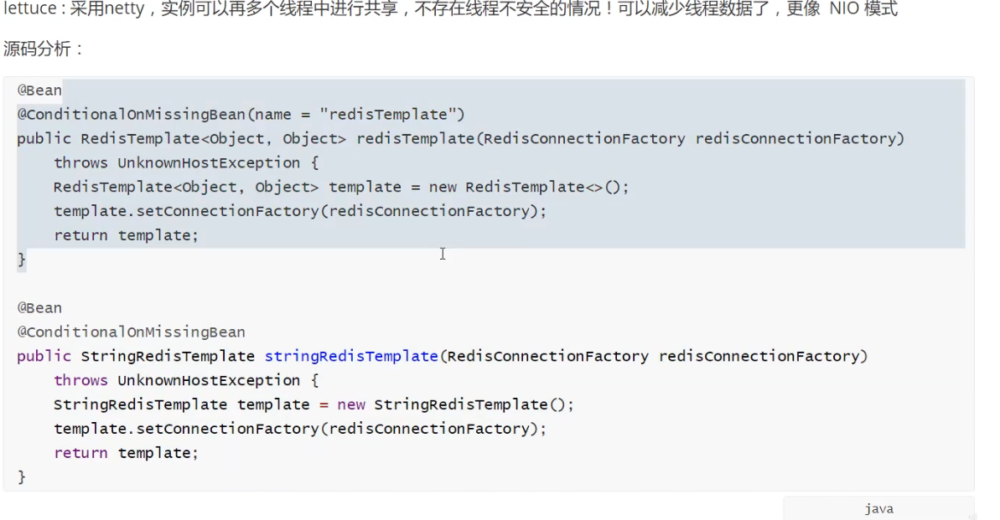 lettuce : 采用netty，实例可以再多个线程中进行共享，不存在线程不安全的情况！可以减少线程数据了，更像 NIO 模式
源码分析：
@Bean
@ConditionalOnMissingBean(name = "redisTemplate")
public RedisTemplate<Object, Object> redisTemplate(RedisConnectionFactory redisConnectionFactory)
    throws UnknownHostException {
    RedisTemplate<Object, Object> template = new RedisTemplate<>();
    template.setConnectionFactory(redisConnectionFactory);
    return template;
}
@Bean
@ConditionalOnMissingBean
public StringRedisTemplate stringRedisTemplate(RedisConnectionFactory redisConnectionFactory)
    throws UnknownHostException {
    StringRedisTemplate template = new StringRedisTemplate();
    template.setConnectionFactory(redisConnectionFactory);
    return template;
}
java